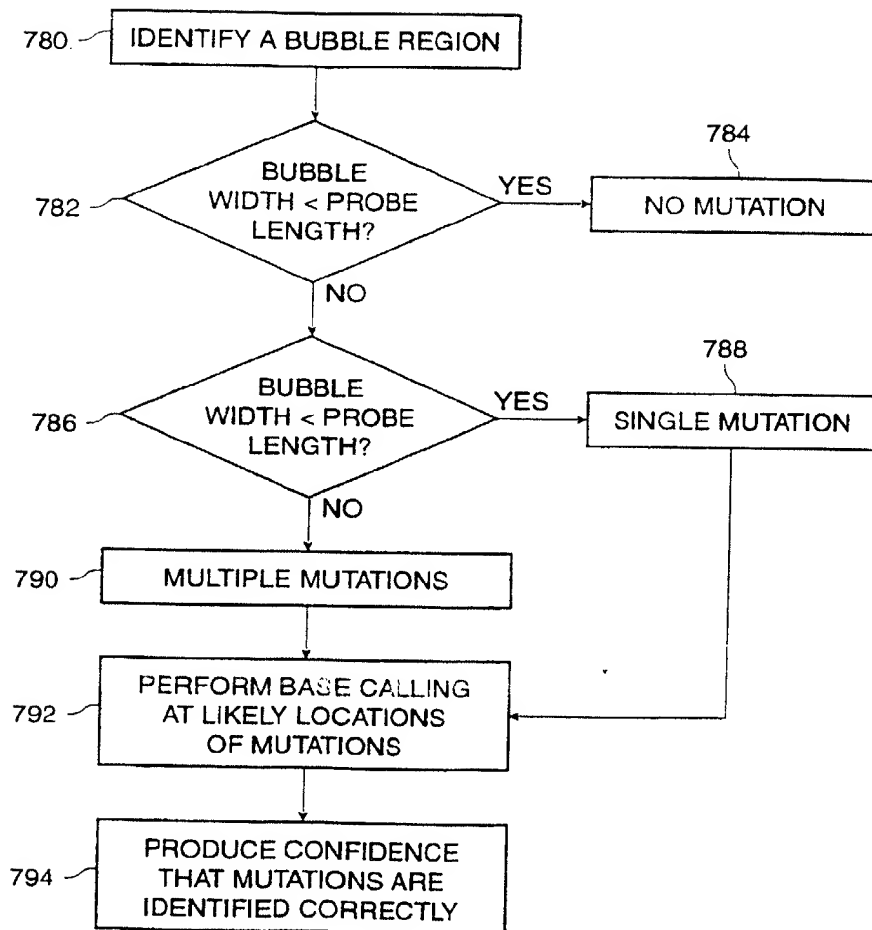 780
IDENTIFY A BUBBLE REGION
782
BUBBLE
WIDTH < PROBE
LENGTH?
YES
784
NO MUTATION
NO
786
BUBBLE
WIDTH < PROBE
LENGTH?
YES
788
SINGLE MUTATION
NO
790
MULTIPLE MUTATIONS
792
PERFORM BASE CALLING
AT LIKELY LOCATIONS
OF MUTATIONS
794
PRODUCE CONFIDENCE
THAT MUTATIONS ARE
IDENTIFIED CORRECTLY